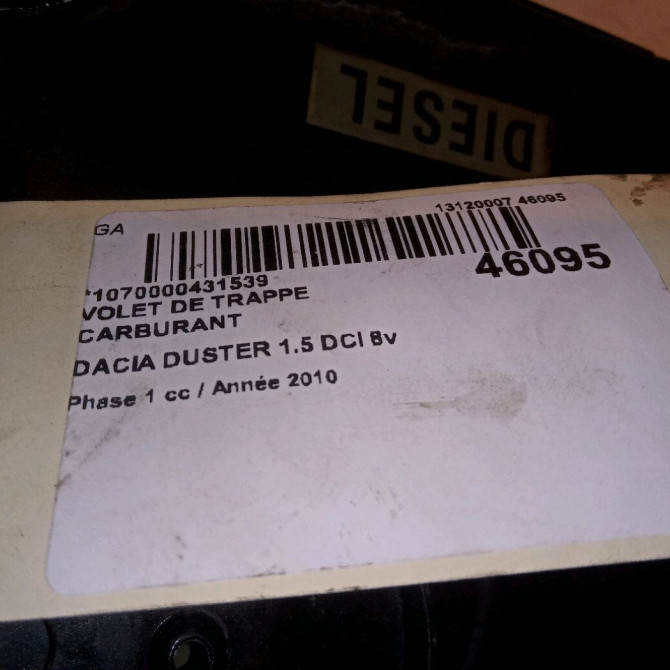 DIESEL
GA
13120007 46095
46095
*1070000431539
VOLET DE TRAPPE
CARBURANT
DACIA DUSTER 1.5 DCI 8v
Phase 1 cc / Année 2010